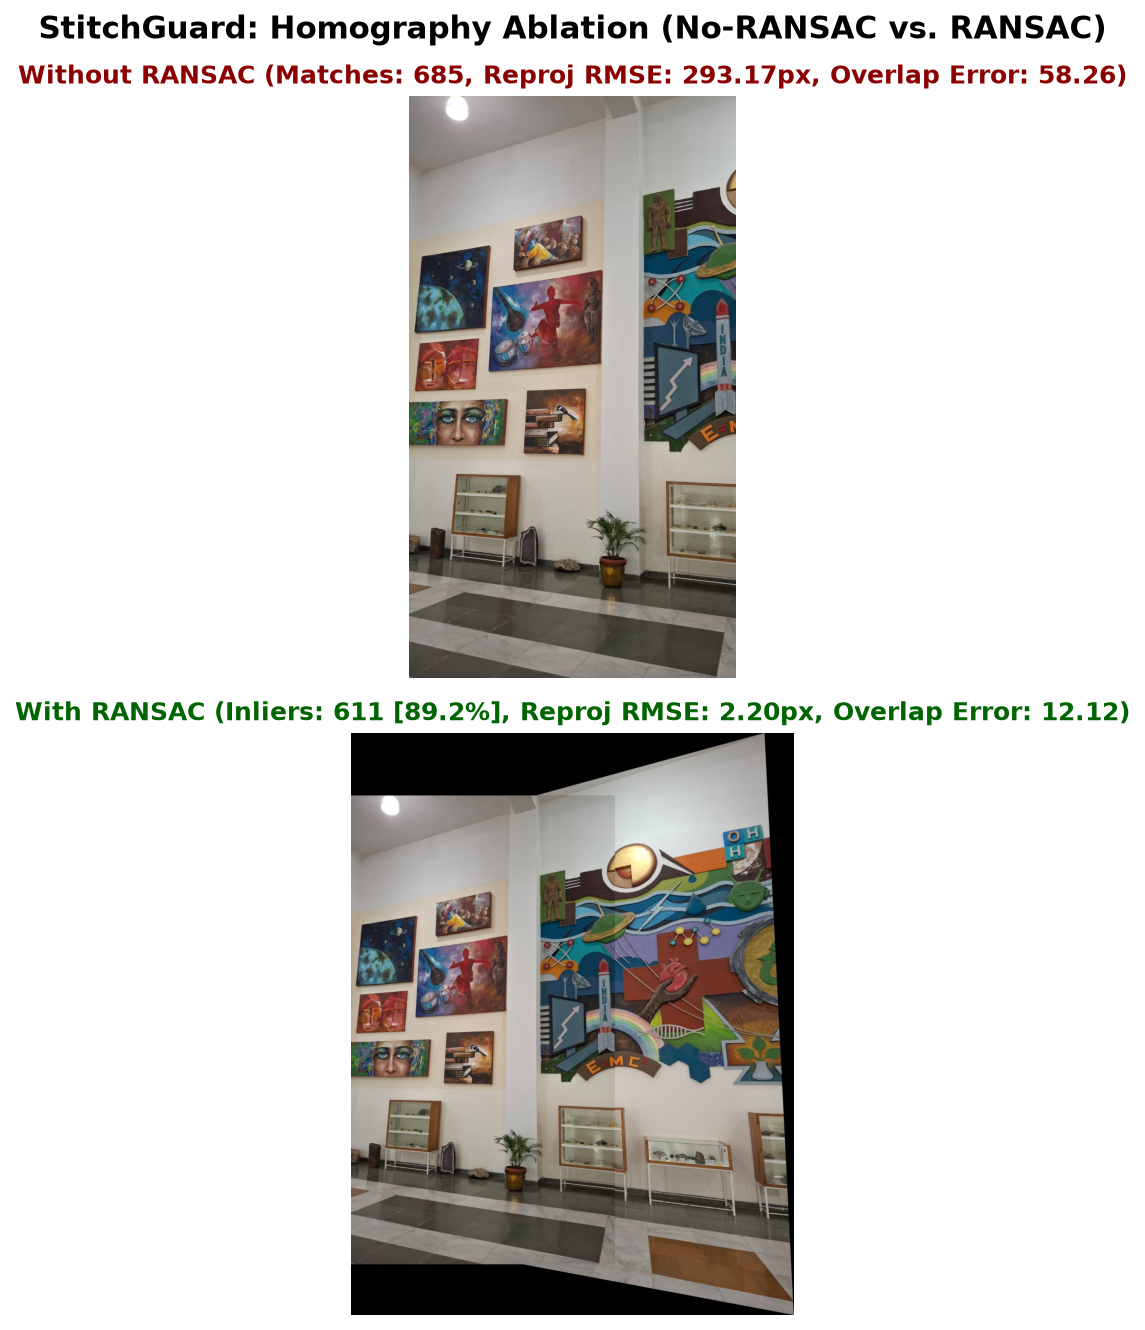 StitchGuard: Homography Ablation (No-RANSAC vs. RANSAC)
Without RANSAC (Matches: 685, Reproj RMSE: 293.17px, Overlap Error: 58.26)
INDIA
E=
With RANSAC (Inliers: 611 [89.2%], Reproj RMSE: 2.20px, Overlap Error: 12.12)
O H
H
INDIA
E MC